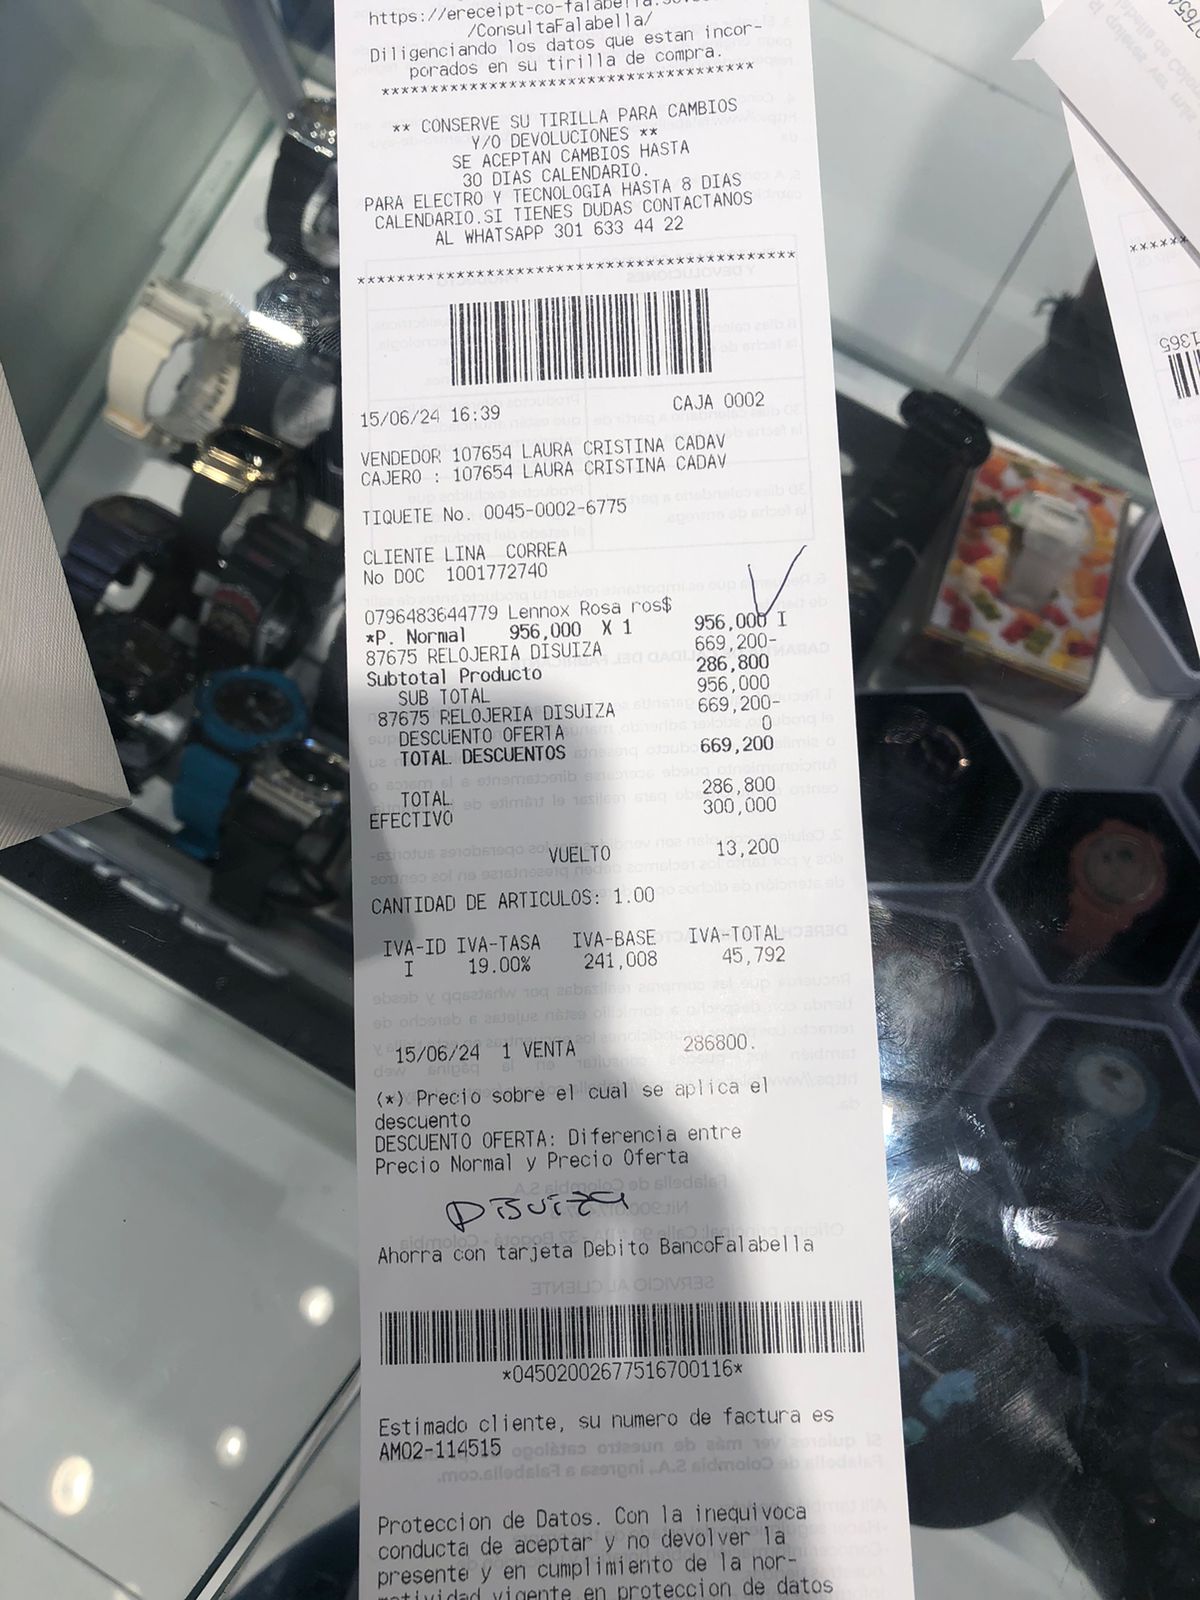 https://ereceipt-co-falabella.
/ConsultaFalabella/
Diligenciando los datos que estan incor-
porados en su tirilla de compra.
**************************************
** CONSERVE SU TIRILLA PARA CAMBIOS
Y/O DEVOLUCIONES **
SE ACEPTAN CAMBIOS HASTA
30 DIAS CALENDARIO.
PARA ELECTRO Y TECNOLOGIA HASTA 8 DIAS
CALENDARIO.SI TIENES DUDAS CONTACTANOS
AL WHATSAPP 301 633 44 22
********************************************
15/06/24 16:39 CAJA 0002
VENDEDOR 107654 LAURA CRISTINA CADAV
CAJERO : 107654 LAURA CRISTINA CADAV
TIQUETE No. 0045-0002-6775
CLIENTE LINA CORREA
No DOC 1001772740
0796483644779 Lennox Rosa ros$
*P. Normal 956,000 X 1 956,000 I
87675 RELOJERIA DISUIZA 669,200-
Subtotal Producto 286,800
SUB TOTAL 956,000
87675 RELOJERIA DISUIZA 669,200-
DESCUENTO OFERTA 0
TOTAL DESCUENTOS 669,200
TOTAL 286,800
EFECTIVO 300,000
VUELTO 13,200
CANTIDAD DE ARTICULOS: 1.00
IVA-ID IVA-TASA IVA-BASE IVA-TOTAL
I 19.00% 241,008 45,792
15/06/24 1 VENTA 286800.
(*) Precio sobre el cual se aplica el
descuento
DESCUENTO OFERTA: Diferencia entre
Precio Normal y Precio Oferta
DISUIZA
Ahorra con tarjeta Debito BancoFalabella
*04502002677516700116*
Estimado cliente, su numero de factura es
AM02-114515
Proteccion de Datos. Con la inequivoca
conducta de aceptar y no devolver la
presente y en cumplimiento de la nor-
matividad vigente en proteccion de datos